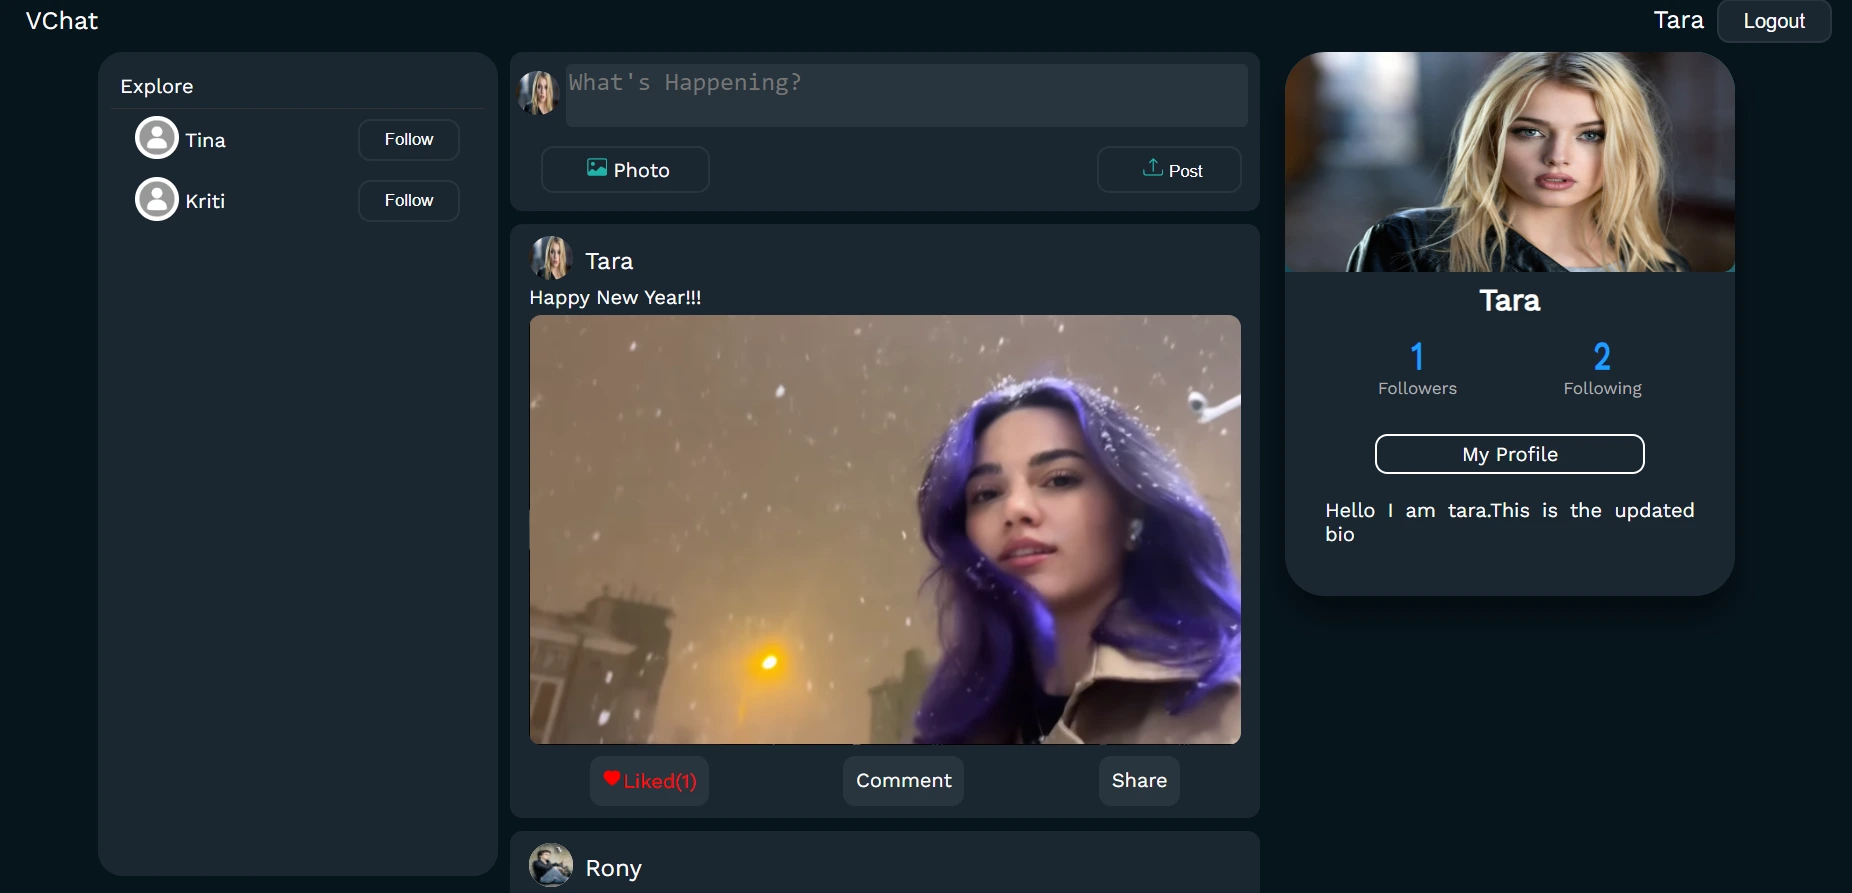 VChat
Tara
Logout
Explore
Tina
Follow
Kriti
Follow
What's Happening?
Photo
Post
Tara
Happy New Year!!!
Liked(1)
Comment
Share
Rony
Tara
1
2
Followers
Following
My Profile
Hello I am tara.This is the updated
bio